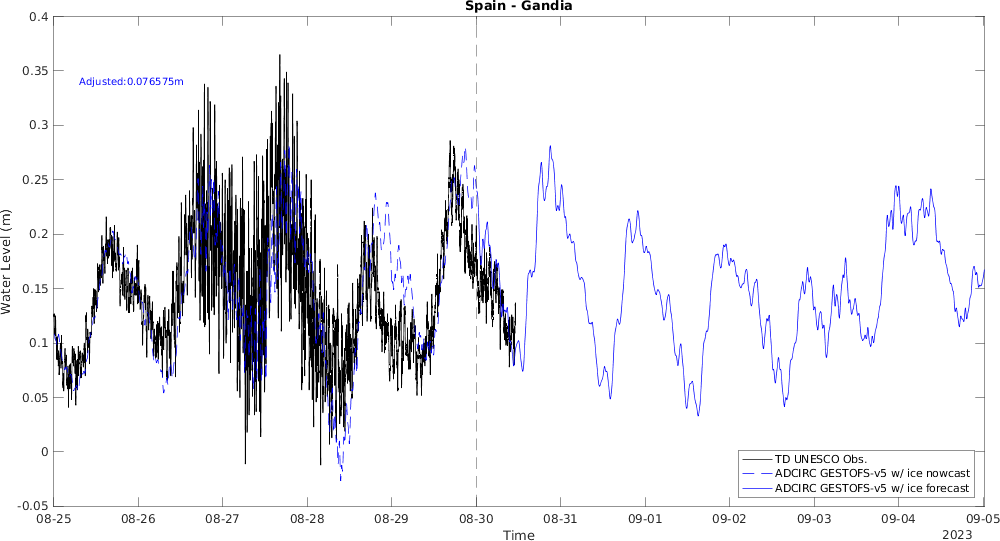 Spain - Gandia
Adjusted:0.076575m
Water Level (m)
0.4
0.35
0.3
0.25
0.2
0.15
0.1
0.05
0
-0.05
TD UNESCO Obs.
ADCIRC GESTOFS-v5 w/ ice nowcast
ADCIRC GESTOFS-v5 w/ ice forecast
08-25 08-26 08-27 08-28 08-29 08-30 08-31 09-01 09-02 09-03 09-04 09-05
Time
2023